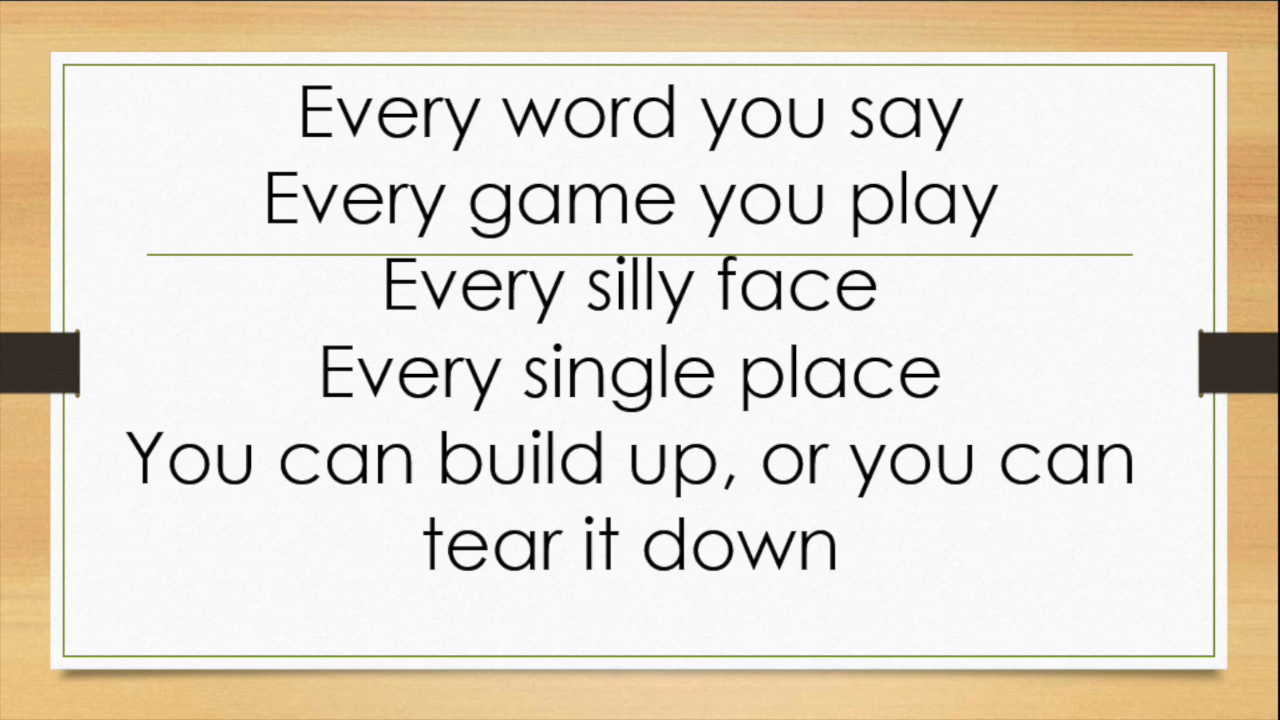 Every word you say
Every game you play
Every silly face
Every single place
You can build up, or you can
tear it down